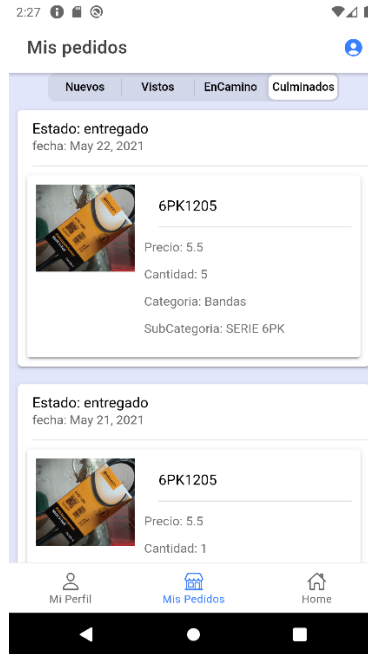 2:27
Mis pedidos
Nuevos Vistos EnCamino Culminados
Estado: entregado
fecha: May 22, 2021
6PK1205
Precio: 5.5
Cantidad: 5
Categoria: Bandas
SubCategoria: SERIE 6PK
Estado: entregado
fecha: May 21, 2021
6PK1205
Precio: 5.5
Cantidad: 1
Mi Perfil Mis Pedidos Home